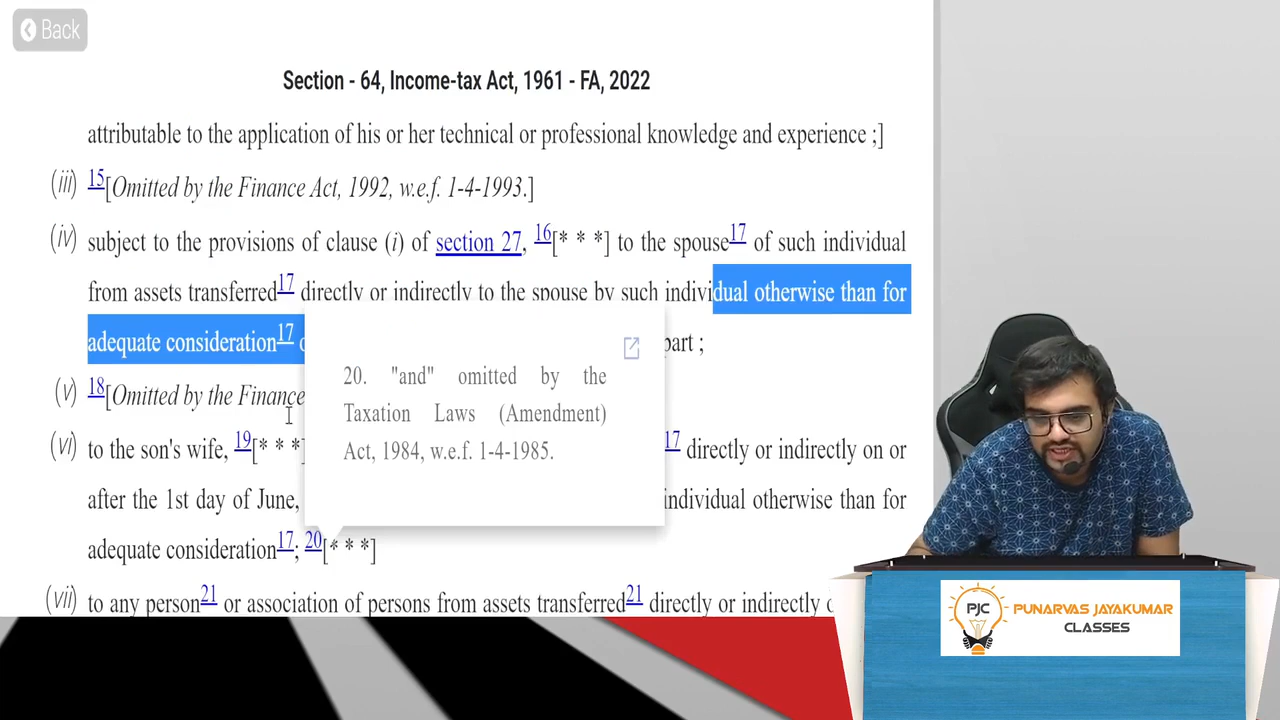 Back
Section - 64, Income-tax Act, 1961 - FA, 2022
attributable to the application of his or her technical or professional knowledge and experience ;]
(iii) 15[Omitted by the Finance Act, 1992, w.e.f. 1-4-1993.]
(iv) subject to the provisions of clause (i) of section 27, 16[* * *] to the spouse17 of such individual
from assets transferred17 directly or indirectly to the spouse by such individual otherwise than for
adequate consideration17 part ;
(v) 18[Omitted by the Finance
(vi) to the son's wife, 19[* * *] 17 directly or indirectly on or
after the 1st day of June, individual otherwise than for
adequate consideration17; 20[* * *]
(vii) to any person21 or association of persons from assets transferred21 directly or indirectly
20. "and" omitted by the
Taxation Laws (Amendment)
Act, 1984, w.e.f. 1-4-1985.
PJC
PUNARVAS JAYAKUMAR
CLASSES